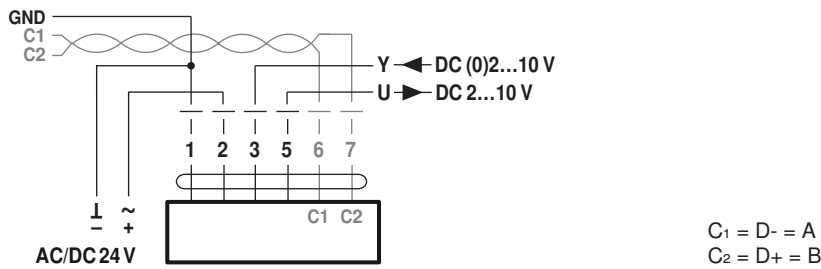 GND
C1
C2
Y DC (0)2...10 V
U DC 2...10 V
1 2 3 5 6 7
C1 C2
⊥ ~
– +
AC/DC 24 V
C1 = D- = A
C2 = D+ = B